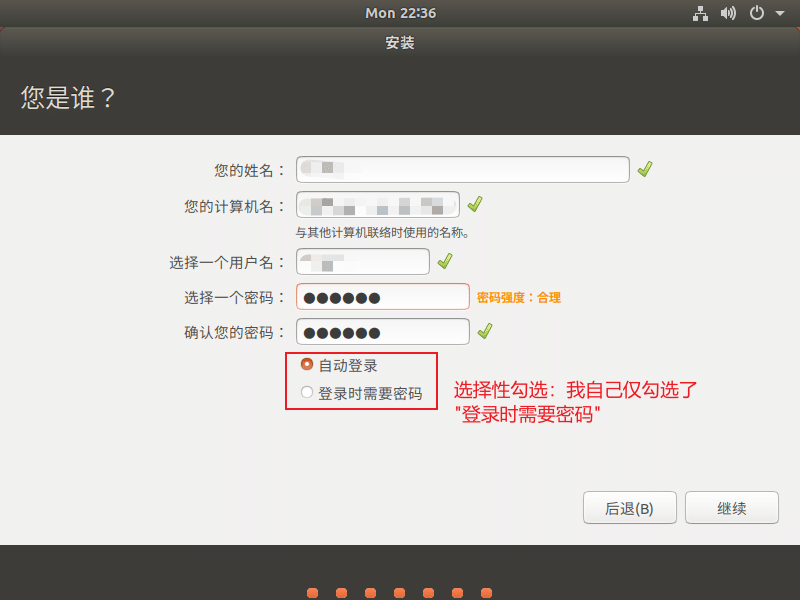 Mon 22:36
安装
您是谁？
您的姓名：
您的计算机名：
与其他计算机联络时使用的名称。
选择一个用户名：
选择一个密码： ●●●●●● 密码强度：合理
确认您的密码： ●●●●●●
自动登录
登录时需要密码
选择性勾选：我自己仅勾选了
"登录时需要密码"
后退(B) 继续